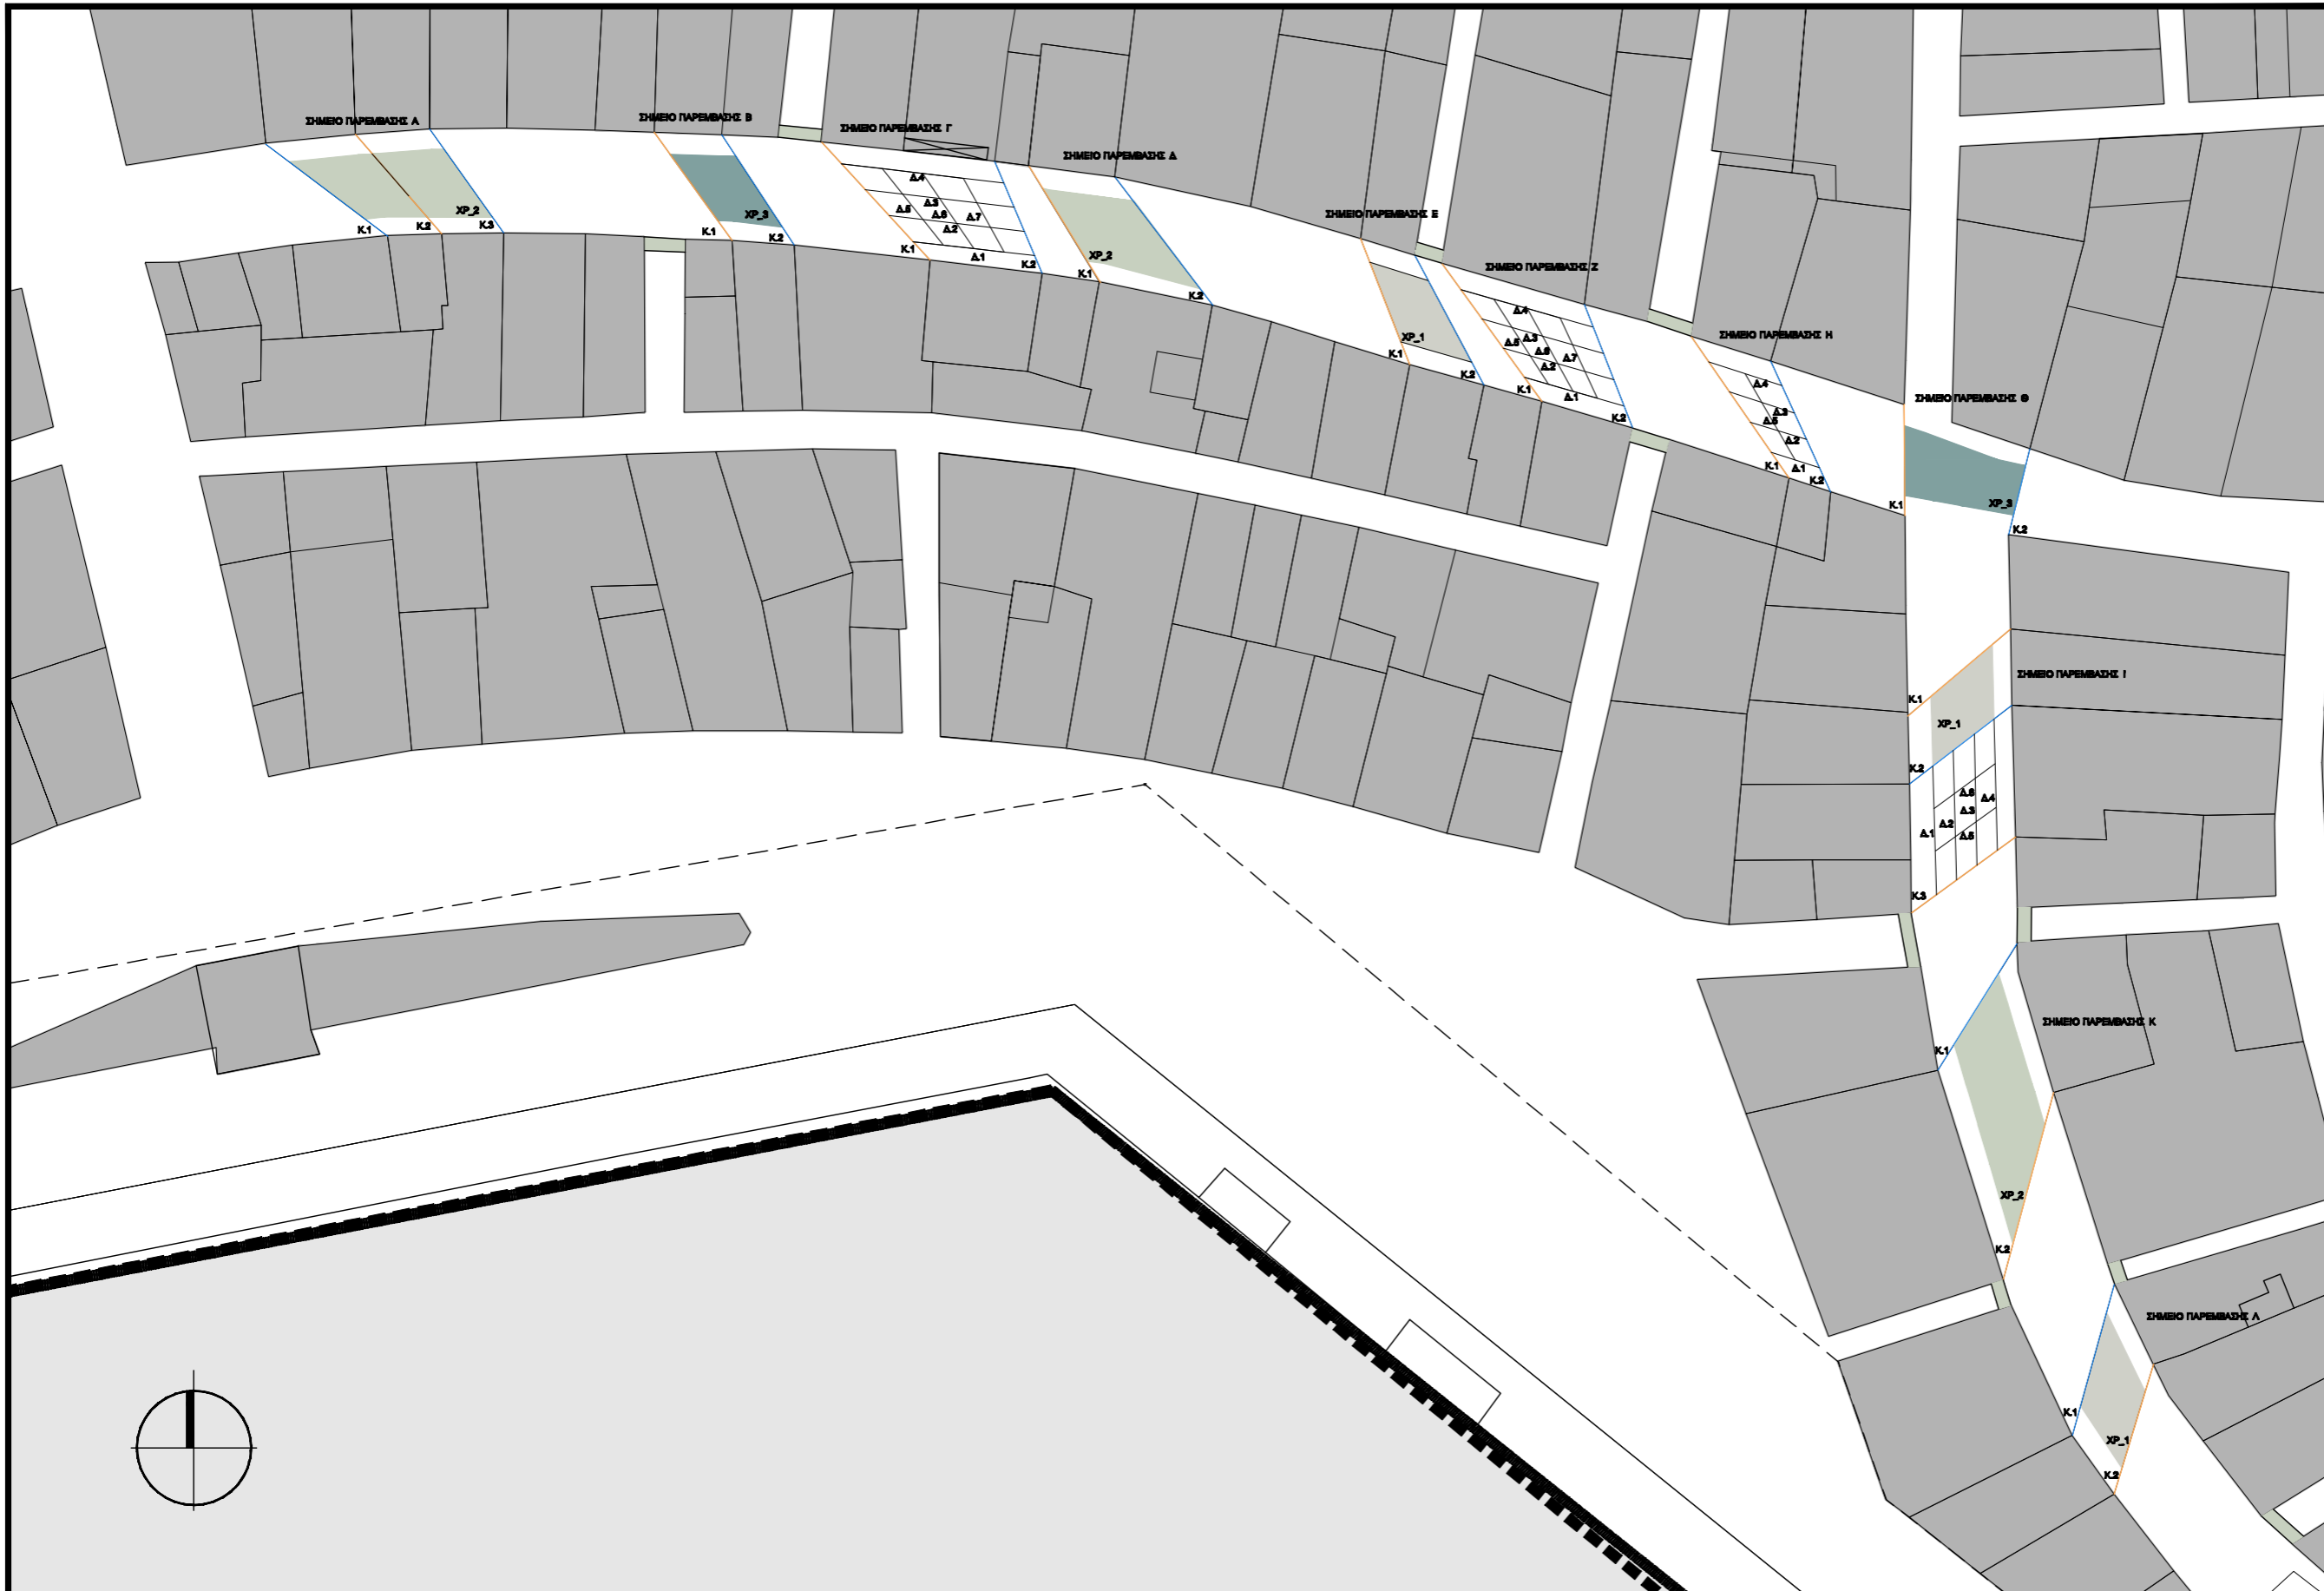 ΣΗΜΕΙΟ ΠΑΡΕΜΒΑΣΗΣ Α
ΧΡ_2
Κ.1
Κ.2
Κ.3
ΣΗΜΕΙΟ ΠΑΡΕΜΒΑΣΗΣ Β
ΧΡ_3
Κ.1
Κ.2
ΣΗΜΕΙΟ ΠΑΡΕΜΒΑΣΗΣ Γ
Δ.4
Δ.5
Δ.3
Δ.6
Δ.7
Δ.2
Κ.1
Δ.1
Κ.2
ΣΗΜΕΙΟ ΠΑΡΕΜΒΑΣΗΣ Δ
ΧΡ_2
Κ.1
Κ.2
ΣΗΜΕΙΟ ΠΑΡΕΜΒΑΣΗΣ Ε
ΧΡ_1
Κ.1
Κ.2
ΣΗΜΕΙΟ ΠΑΡΕΜΒΑΣΗΣ Ζ
Δ.4
Δ.5
Δ.3
Δ.6
Δ.7
Δ.2
Κ.1
Δ.1
Κ.2
ΣΗΜΕΙΟ ΠΑΡΕΜΒΑΣΗΣ Η
Δ.4
Δ.3
Δ.5
Δ.2
Κ.1
Δ.1
Κ.2
ΣΗΜΕΙΟ ΠΑΡΕΜΒΑΣΗΣ Θ
Κ.1
ΧΡ_3
Κ.2
ΣΗΜΕΙΟ ΠΑΡΕΜΒΑΣΗΣ Ι
Κ.1
ΧΡ_1
Κ.2
Δ.6
Δ.4
Δ.3
Δ.2
Δ.1
Δ.5
Κ.3
ΣΗΜΕΙΟ ΠΑΡΕΜΒΑΣΗΣ Κ
Κ.1
ΧΡ_2
Κ.2
ΣΗΜΕΙΟ ΠΑΡΕΜΒΑΣΗΣ Λ
Κ.1
ΧΡ_1
Κ.2